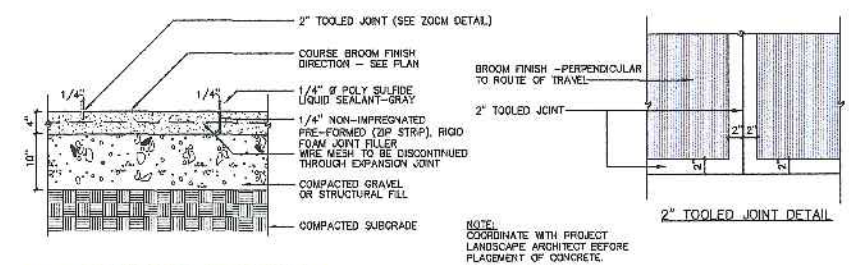 2" TOOLED JOINT (SEE ZOOM DETAIL)
COURSE BROOM FINISH
DIRECTION - SEE PLAN
1/4" Ø POLY SULFIDE
LIQUID SEALANT-GRAY
1/4" NON-IMPREGNATED
PRE-FORMED (ZIP STRIP), RIGID
FOAM JOINT FILLER
WIRE MESH TO BE DISCONTINUED
THROUGH EXPANSION JOINT
COMPACTED GRAVEL
OR STRUCTURAL FILL
COMPACTED SUBGRADE
1/4"
1/4"
4"
10"
BROOM FINISH -PERPENDICULAR
TO ROUTE OF TRAVEL
2" TOOLED JOINT
2" 2"
2"
2"
2" TOOLED JOINT DETAIL
NOTE:
COORDINATE WITH PROJECT
LANDSCAPE ARCHITECT BEFORE
PLACEMENT OF CONCRETE.